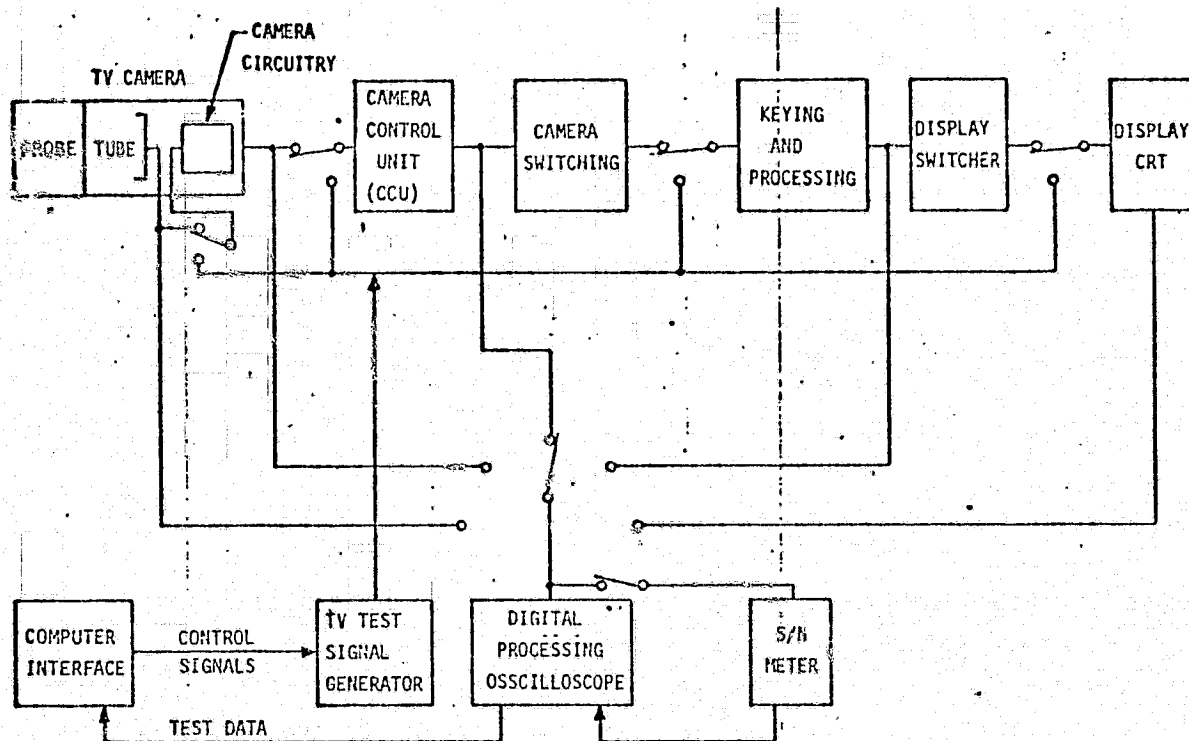 CAMERA
CIRCUITRY
TV CAMERA
PROBE
TUBE
CAMERA
CONTROL
UNIT
(CCU)
CAMERA
SWITCHING
KEYING
AND
PROCESSING
DISPLAY
SWITCHER
DISPLAY
CRT
COMPUTER
INTERFACE
CONTROL
SIGNALS
TV TEST
SIGNAL
GENERATOR
DIGITAL
PROCESSING
OSSCILLOSCOPE
S/N
METER
TEST DATA